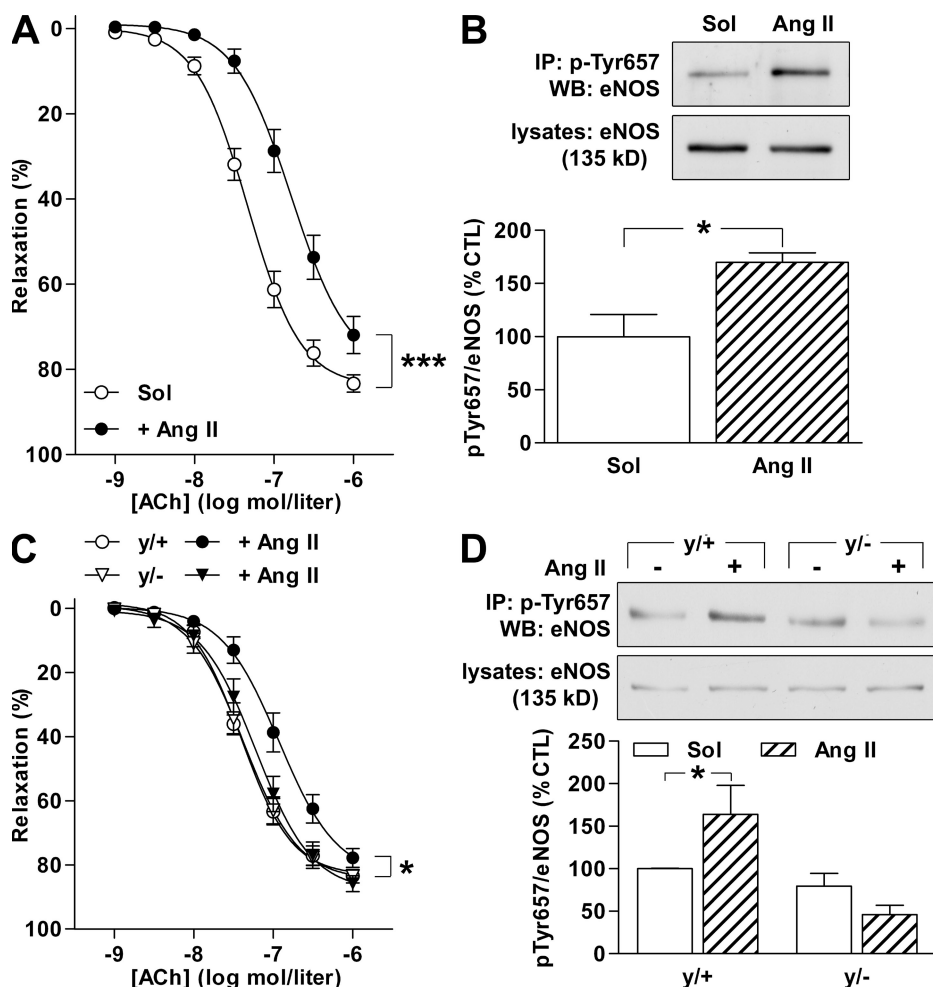 A
0
20
40
60
80
100
Relaxation (%)
***
Sol
+ Ang II
-9 -8 -7 -6
[ACh] (log mol/liter)
B
Sol Ang II
IP: p-Tyr657
WB: eNOS
lysates: eNOS
(135 kD)
200
150
100
50
0
pTyr657/eNOS (%CTL)
*
Sol Ang II
C
y/+ + Ang II
y/- + Ang II
0
20
40
60
80
100
Relaxation (%)
*
-9 -8 -7 -6
[ACh] (log mol/liter)
D
y/+ y/-
Ang II - + - +
IP: p-Tyr657
WB: eNOS
lysates: eNOS
(135 kD)
250
200
150
100
50
0
pTyr657/eNOS (%CTL)
Sol Ang II
*
y/+ y/-